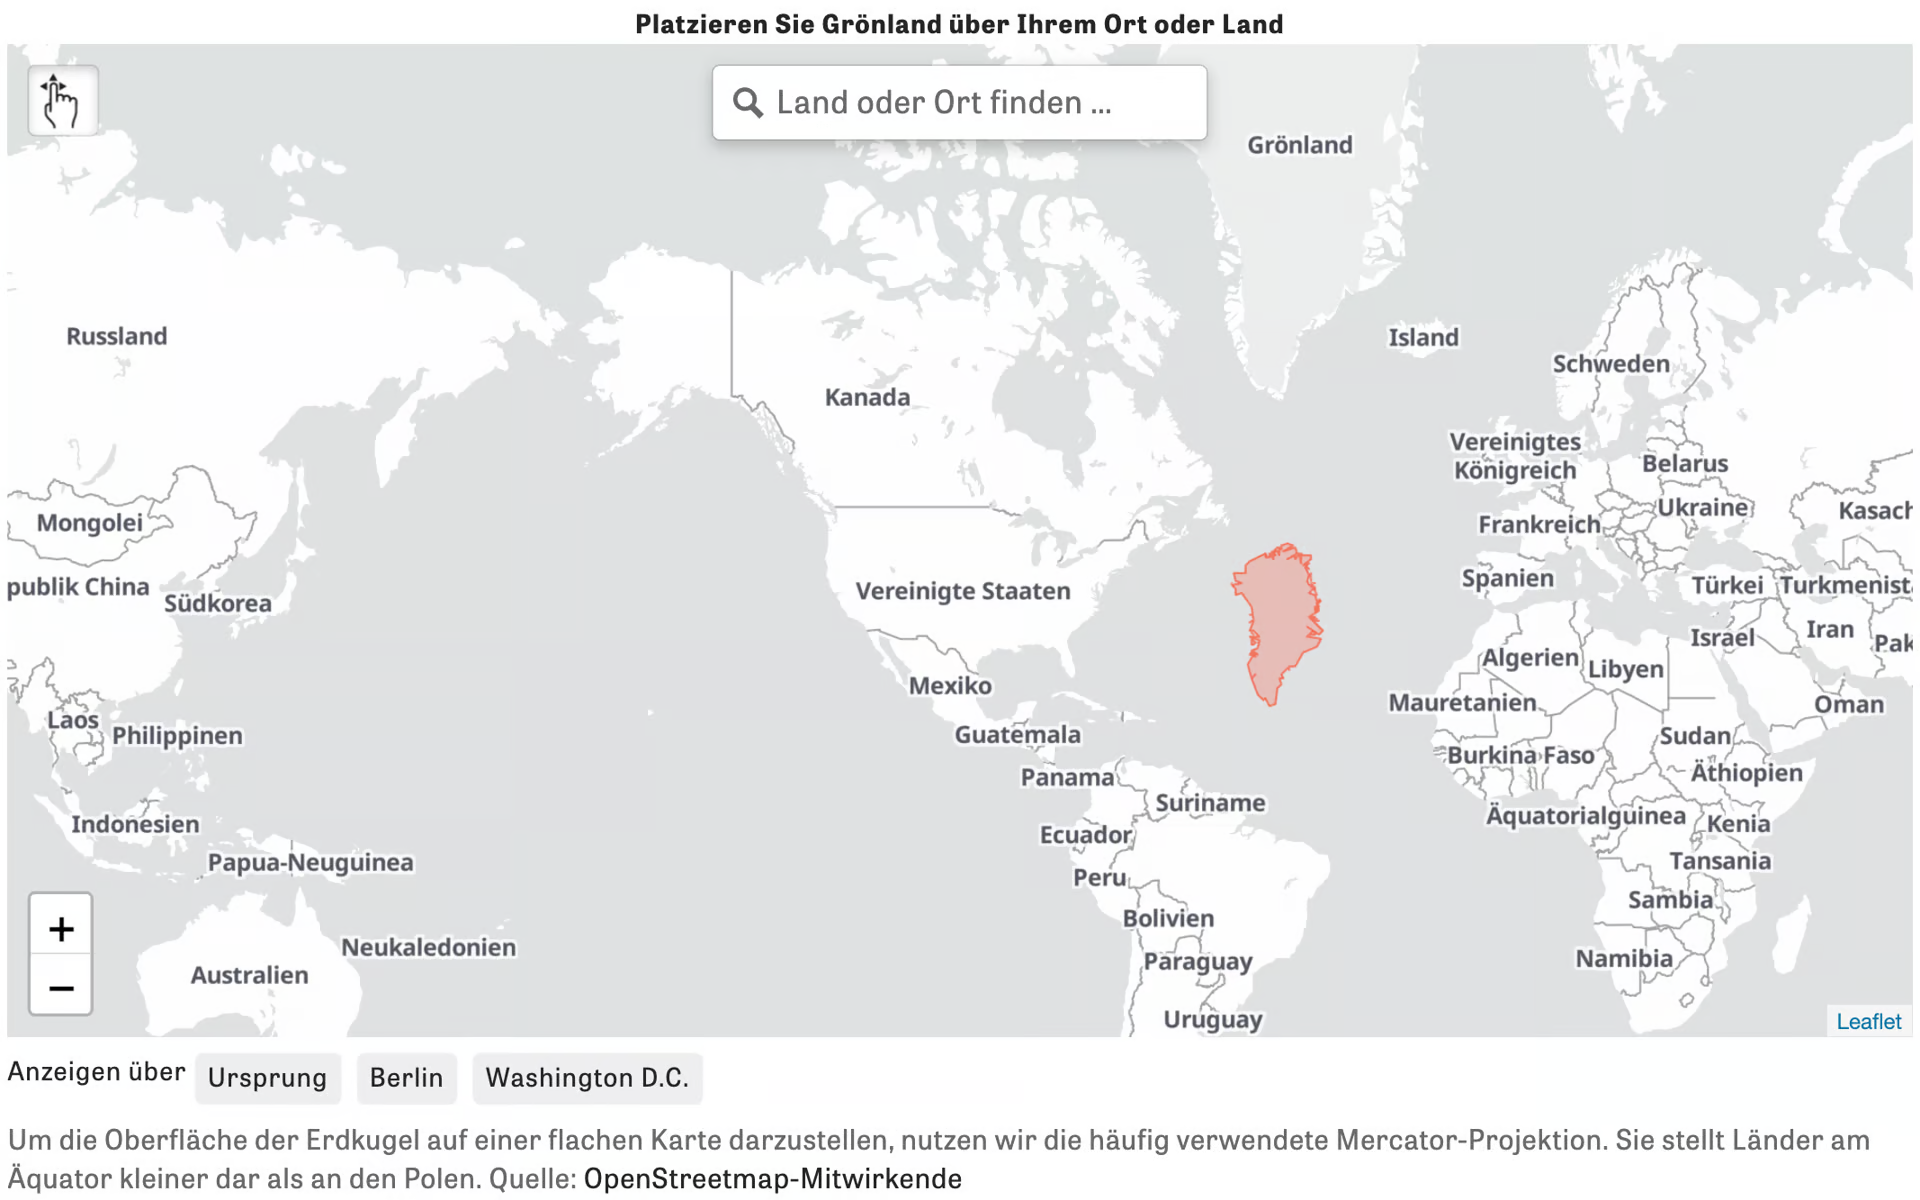 Platzieren Sie Grönland über Ihrem Ort oder Land
Land oder Ort finden ...
Grönland
Russland
Island
Schweden
Kanada
Vereinigtes
Königreich
Belarus
Ukraine
Kasach
Mongolei
Frankreich
publik China
Südkorea
Vereinigte Staaten
Spanien
Türkei
Turkmenist
Israel
Iran
Pak
Algerien
Libyen
Mexiko
Mauretanien
Oman
Laos
Philippinen
Guatemala
Sudan
Burkina Faso
Äthiopien
Panama
Suriname
Äquatorialguinea
Kenia
Indonesien
Ecuador
Papua-Neuguinea
Tansania
Peru
Sambia
Bolivien
+
Neukaledonien
Namibia
Paraguay
Australien
−
Uruguay
Leaflet
Anzeigen über Ursprung Berlin Washington D.C.
Um die Oberfläche der Erdkugel auf einer flachen Karte darzustellen, nutzen wir die häufig verwendete Mercator-Projektion. Sie stellt Länder am
Äquator kleiner dar als an den Polen. Quelle: OpenStreetmap-Mitwirkende